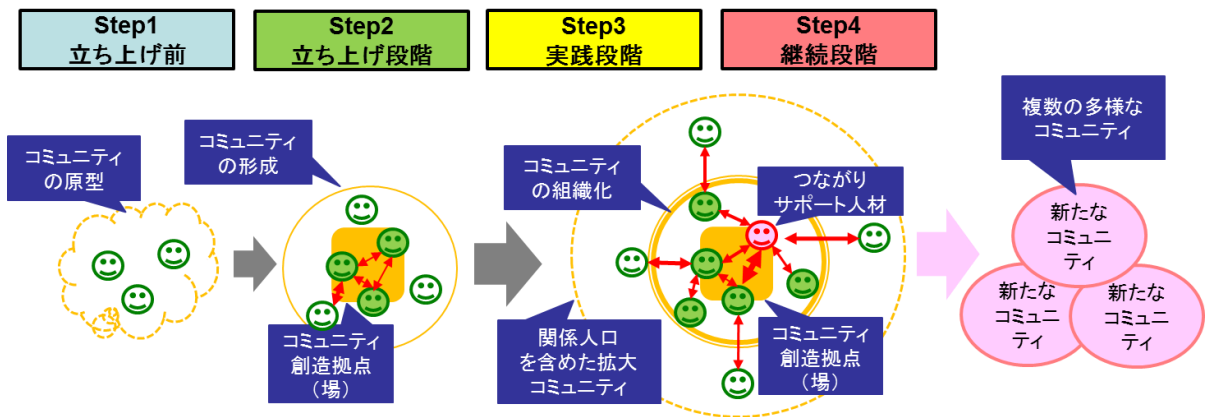 Step1
立ち上げ前
Step2
立ち上げ段階
Step3
実践段階
Step4
継続段階
コミュニティ
の原型
コミュニティ
の形成
コミュニティ
創造拠点
（場）
コミュニティ
の組織化
つながり
サポート人材
関係人口
を含めた拡大
コミュニティ
コミュニティ
創造拠点
（場）
複数の多様な
コミュニティ
新たな
コミュニ
ティ
新たな
コミュニ
ティ
新たな
コミュニ
ティ